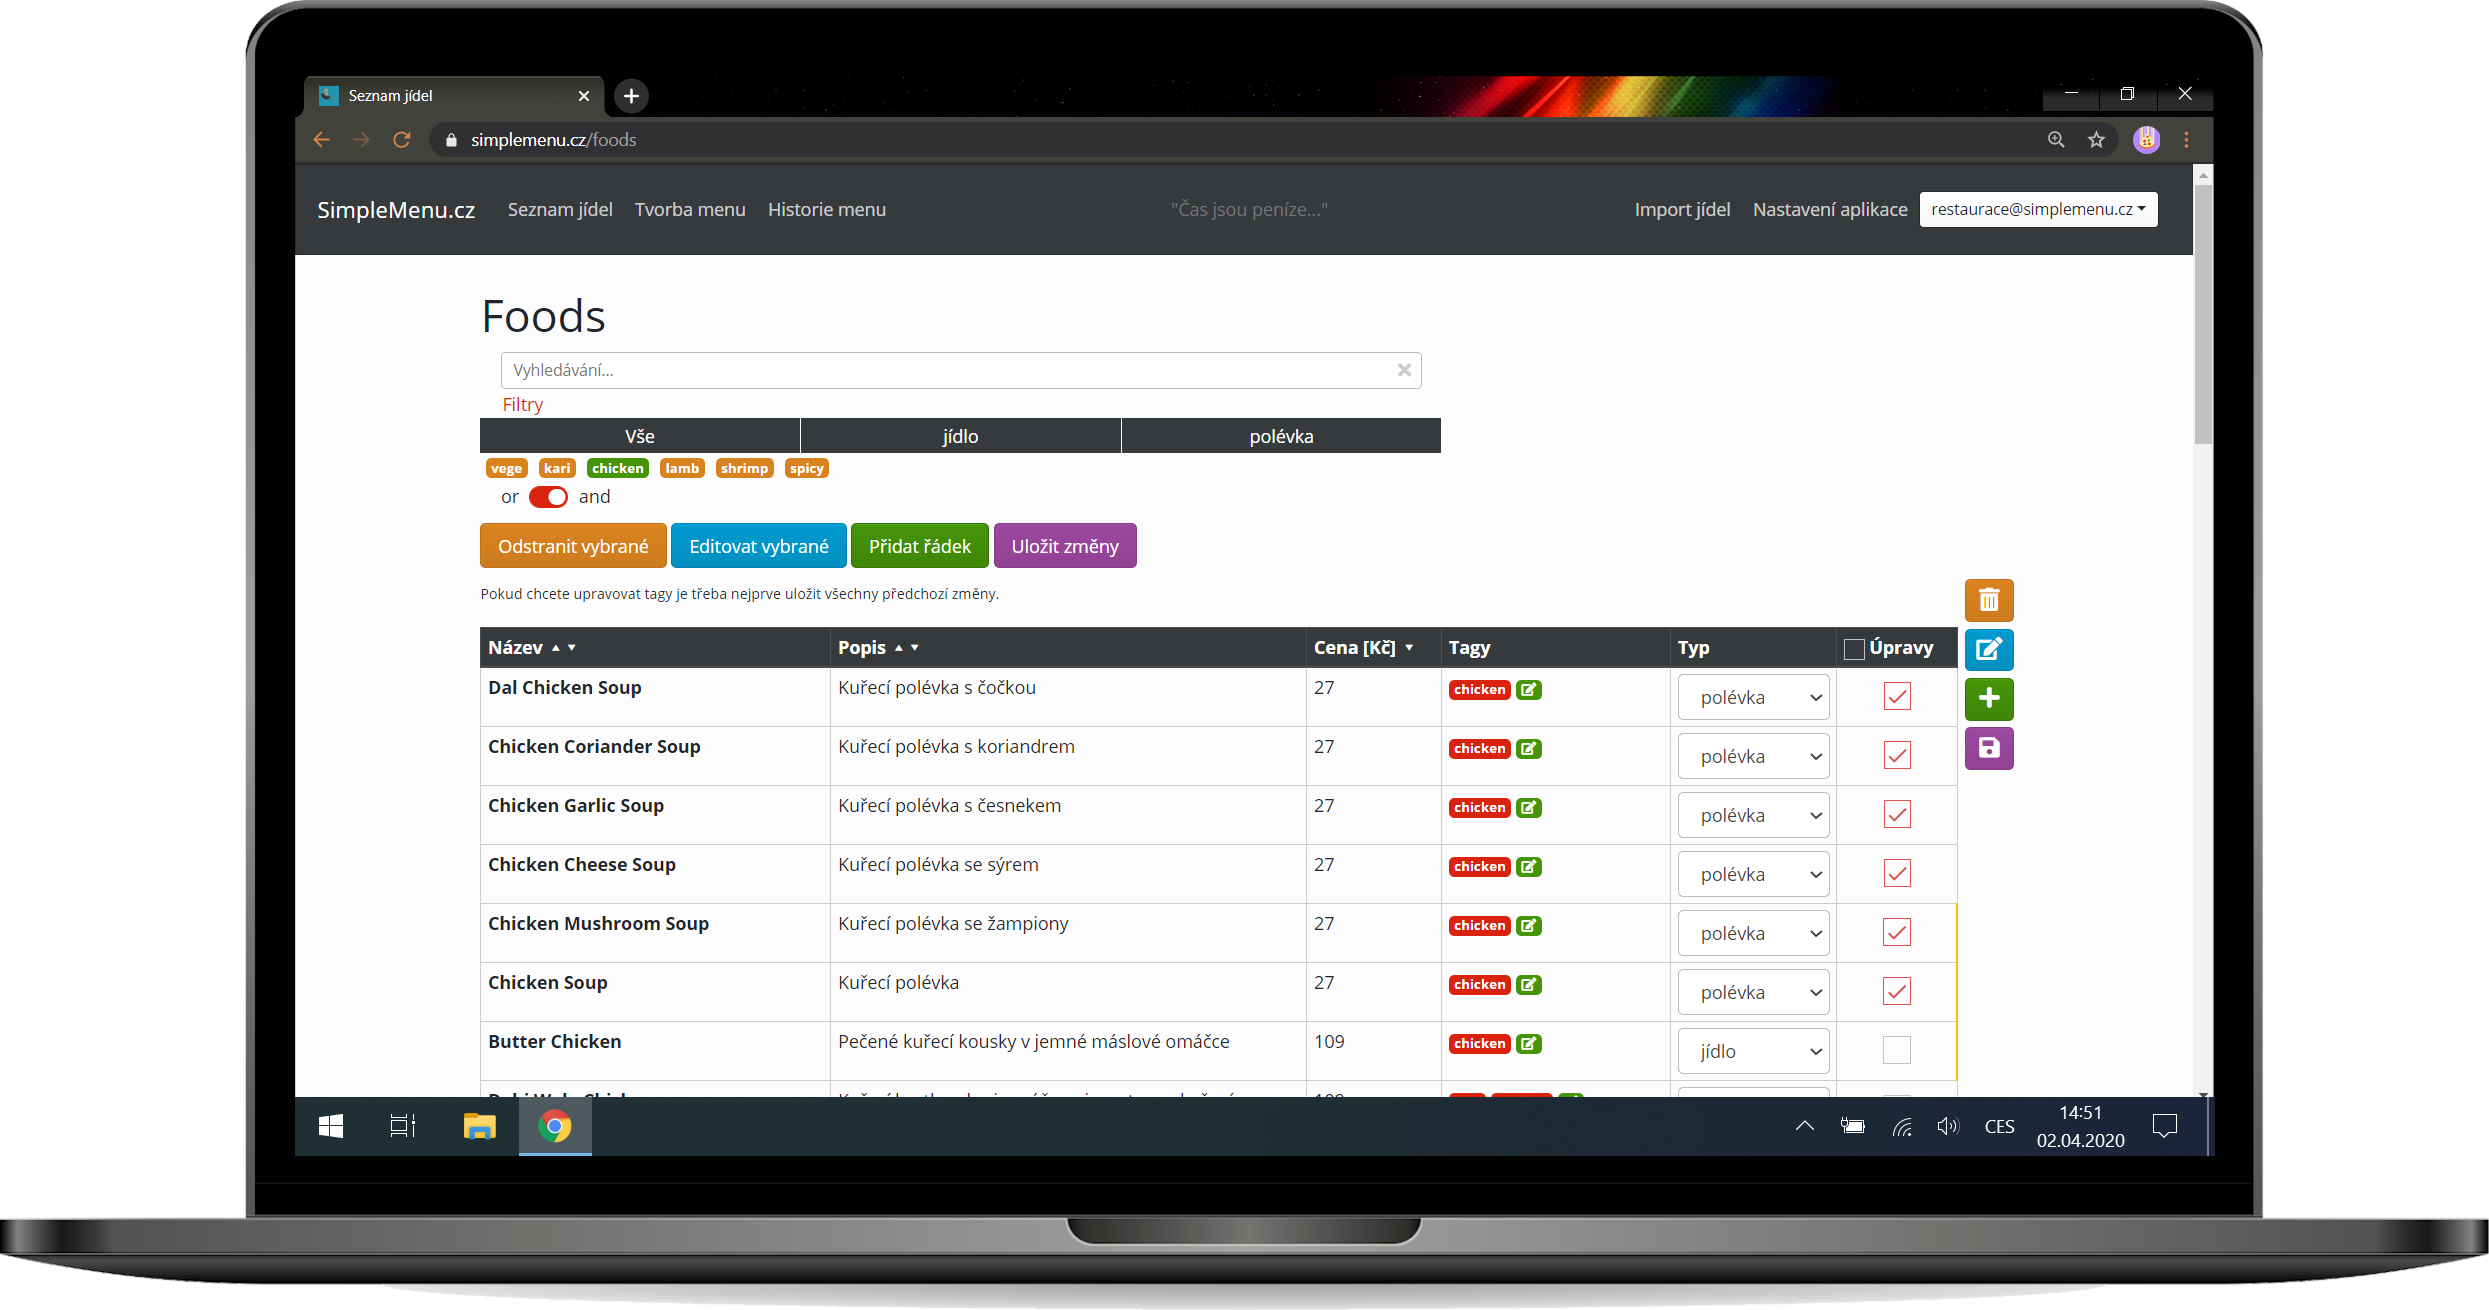 Seznam jídel
simplemenu.cz/foods
SimpleMenu.cz Seznam jídel Tvorba menu Historie menu "Čas jsou peníze..." Import jídel Nastavení aplikace restaurace@simplemenu.cz
Foods
Vyhledávání...
Filtry
Vše jídlo polévka
vege kari chicken lamb shrimp spicy
or and
Odstranit vybrané Editovat vybrané Přidat řádek Uložit změny
Pokud chcete upravovat tagy je třeba nejprve uložit všechny předchozí změny.
Název Popis Cena [Kč] Tagy Typ Úpravy
Dal Chicken Soup Kuřecí polévka s čočkou 27 chicken polévka
Chicken Coriander Soup Kuřecí polévka s koriandrem 27 chicken polévka
Chicken Garlic Soup Kuřecí polévka s česnekem 27 chicken polévka
Chicken Cheese Soup Kuřecí polévka se sýrem 27 chicken polévka
Chicken Mushroom Soup Kuřecí polévka se žampiony 27 chicken polévka
Chicken Soup Kuřecí polévka 27 chicken polévka
Butter Chicken Pečené kuřecí kousky v jemné máslové omáčce 109 chicken jídlo
CES 14:51
02.04.2020